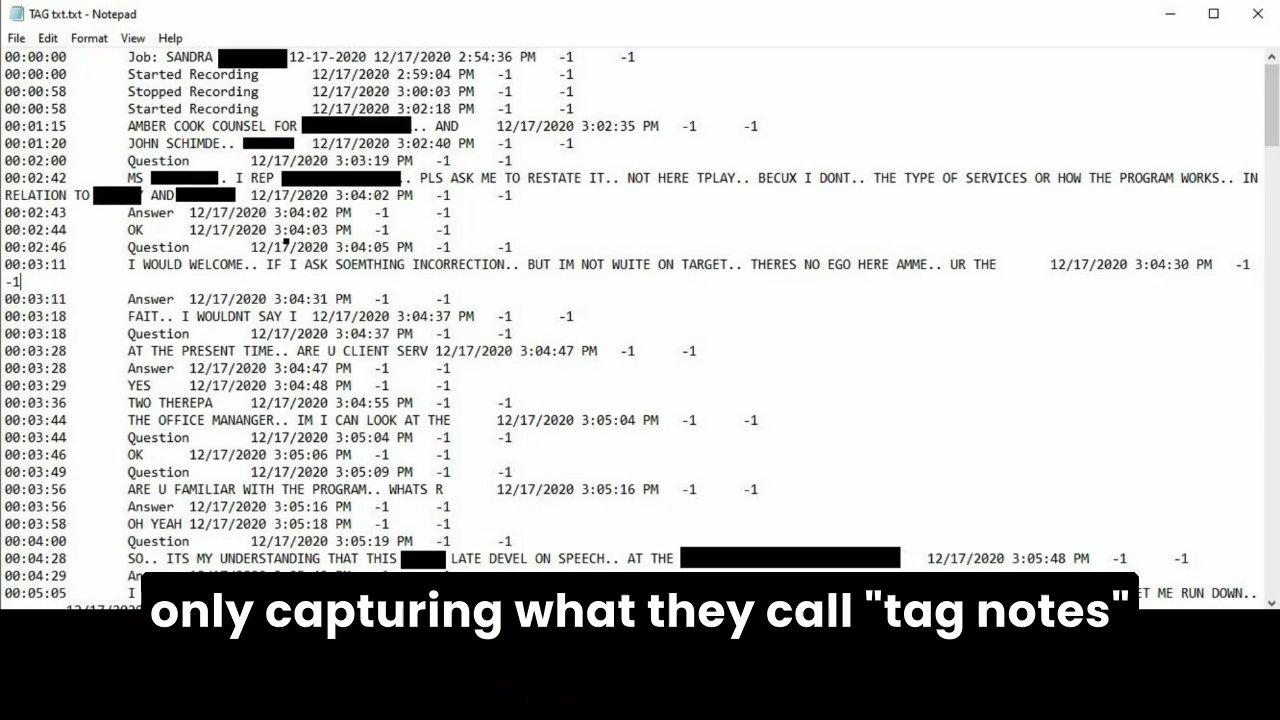 TAG txt.txt - Notepad
File Edit Format View Help
00:00:00 Job: SANDRA 12-17-2020 12/17/2020 2:54:36 PM -1 -1
00:00:00 Started Recording 12/17/2020 2:59:04 PM -1 -1
00:00:58 Stopped Recording 12/17/2020 3:00:03 PM -1 -1
00:00:58 Started Recording 12/17/2020 3:02:18 PM -1 -1
00:01:15 AMBER COOK COUNSEL FOR .. AND 12/17/2020 3:02:35 PM -1 -1
00:01:20 JOHN SCHIMDE.. 12/17/2020 3:02:40 PM -1 -1
00:02:00 Question 12/17/2020 3:03:19 PM -1 -1
00:02:42 MS . I REP . PLS ASK ME TO RESTATE IT.. NOT HERE TPLAY.. BECUX I DONT.. THE TYPE OF SERVICES OR HOW THE PROGRAM WORKS.. IN
RELATION TO AND 12/17/2020 3:04:02 PM -1 -1
00:02:43 Answer 12/17/2020 3:04:02 PM -1 -1
00:02:44 OK 12/17/2020 3:04:03 PM -1 -1
00:02:46 Question 12/17/2020 3:04:05 PM -1 -1
00:03:11 I WOULD WELCOME.. IF I ASK SOEMTHING INCORRECTION.. BUT IM NOT WUITE ON TARGET.. THERES NO EGO HERE AMME.. UR THE 12/17/2020 3:04:30 PM -1
-1
00:03:11 Answer 12/17/2020 3:04:31 PM -1 -1
00:03:18 FAIT.. I WOULDNT SAY I 12/17/2020 3:04:37 PM -1 -1
00:03:18 Question 12/17/2020 3:04:37 PM -1 -1
00:03:28 AT THE PRESENT TIME.. ARE U CLIENT SERV 12/17/2020 3:04:47 PM -1 -1
00:03:28 Answer 12/17/2020 3:04:47 PM -1 -1
00:03:29 YES 12/17/2020 3:04:48 PM -1 -1
00:03:36 TWO THEREPA 12/17/2020 3:04:55 PM -1 -1
00:03:44 THE OFFICE MANANGER.. IM I CAN LOOK AT THE 12/17/2020 3:05:04 PM -1 -1
00:03:44 Question 12/17/2020 3:05:04 PM -1 -1
00:03:46 OK 12/17/2020 3:05:06 PM -1 -1
00:03:49 Question 12/17/2020 3:05:09 PM -1 -1
00:03:56 ARE U FAMILIAR WITH THE PROGRAM.. WHATS R 12/17/2020 3:05:16 PM -1 -1
00:03:56 Answer 12/17/2020 3:05:16 PM -1 -1
00:03:58 OH YEAH 12/17/2020 3:05:18 PM -1 -1
00:04:00 Question 12/17/2020 3:05:19 PM -1 -1
00:04:28 SO.. ITS MY UNDERSTANDING THAT THIS LATE DEVEL ON SPEECH.. AT THE 12/17/2020 3:05:48 PM -1 -1
00:04:29
00:05:05 I ME RUN DOWN..
only capturing what they call "tag notes"